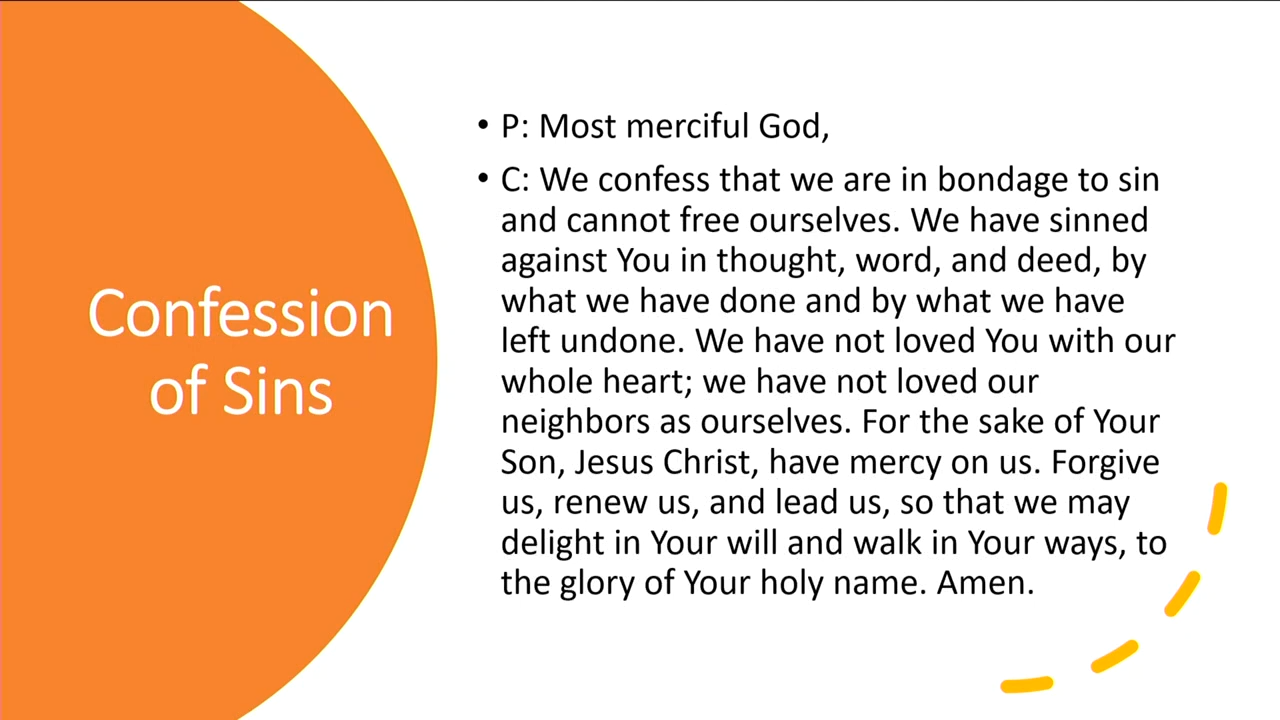 Confession
of Sins
• P: Most merciful God,
• C: We confess that we are in bondage to sin
and cannot free ourselves. We have sinned
against You in thought, word, and deed, by
what we have done and by what we have
left undone. We have not loved You with our
whole heart; we have not loved our
neighbors as ourselves. For the sake of Your
Son, Jesus Christ, have mercy on us. Forgive
us, renew us, and lead us, so that we may
delight in Your will and walk in Your ways, to
the glory of Your holy name. Amen.